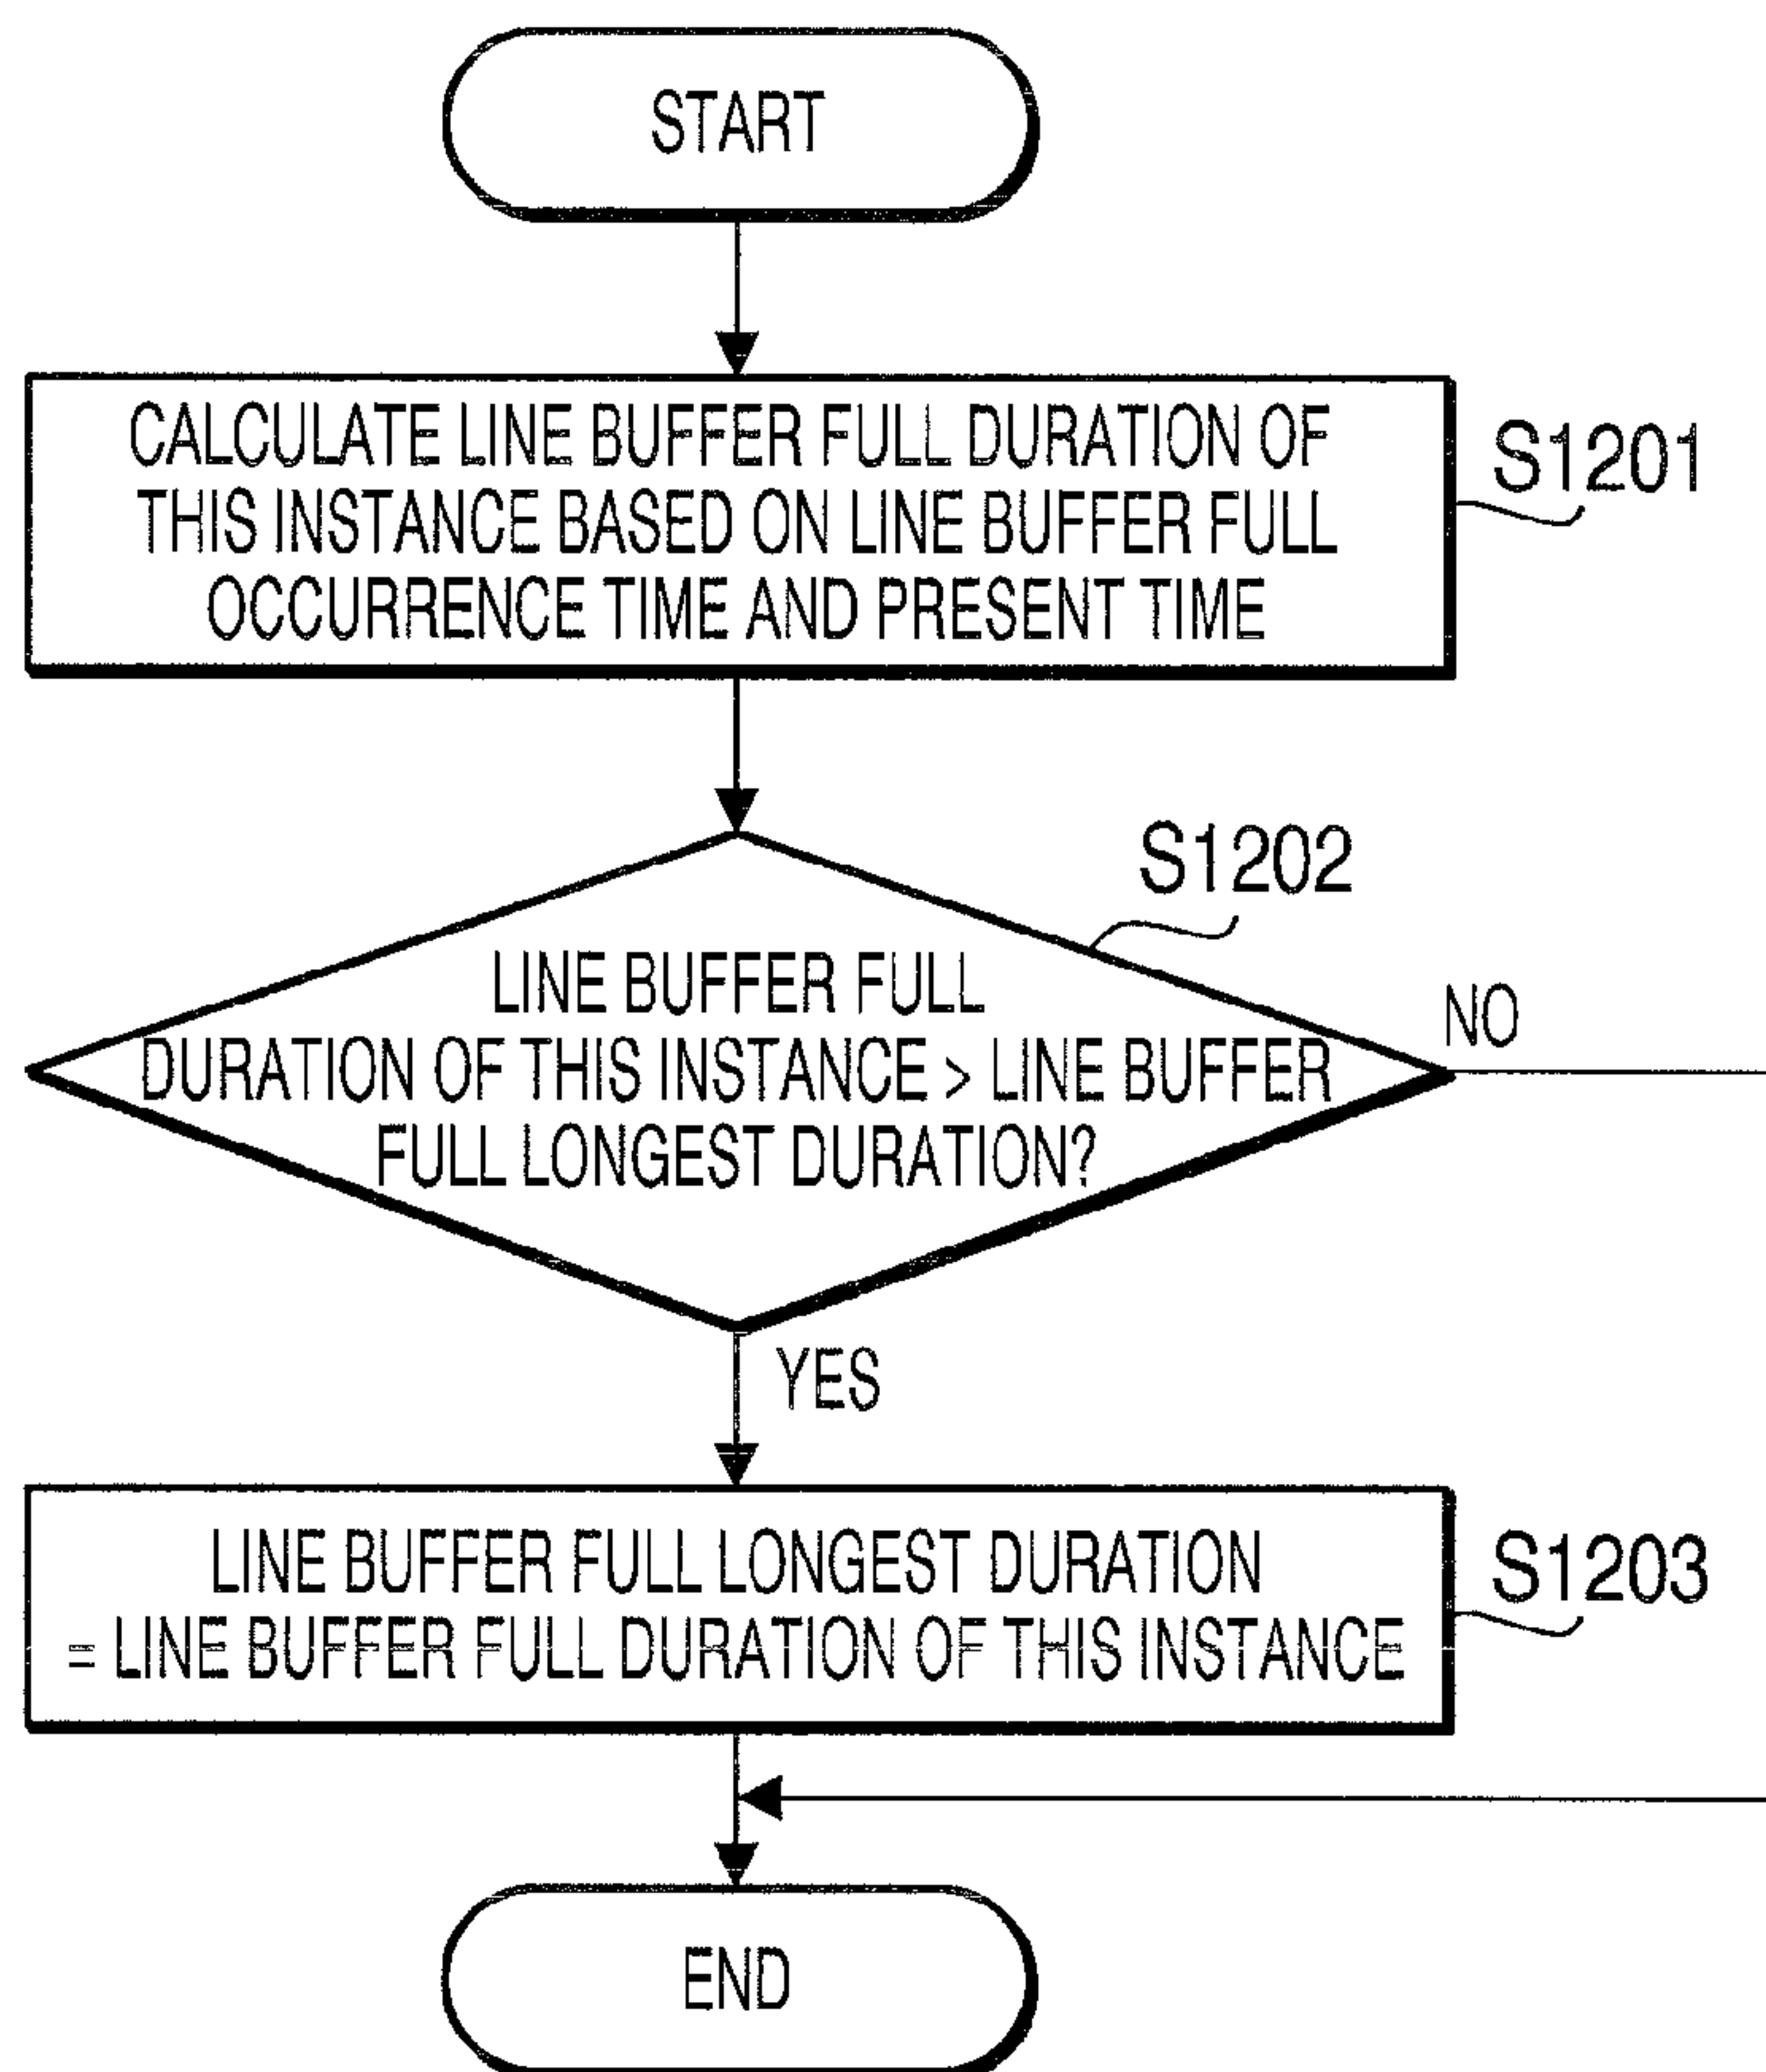 START
CALCULATE LINE BUFFER FULL DURATION OF
THIS INSTANCE BASED ON LINE BUFFER FULL
OCCURRENCE TIME AND PRESENT TIME
S1201
S1202
LINE BUFFER FULL
DURATION OF THIS INSTANCE > LINE BUFFER
FULL LONGEST DURATION?
NO
YES
LINE BUFFER FULL LONGEST DURATION
= LINE BUFFER FULL DURATION OF THIS INSTANCE
S1203
END